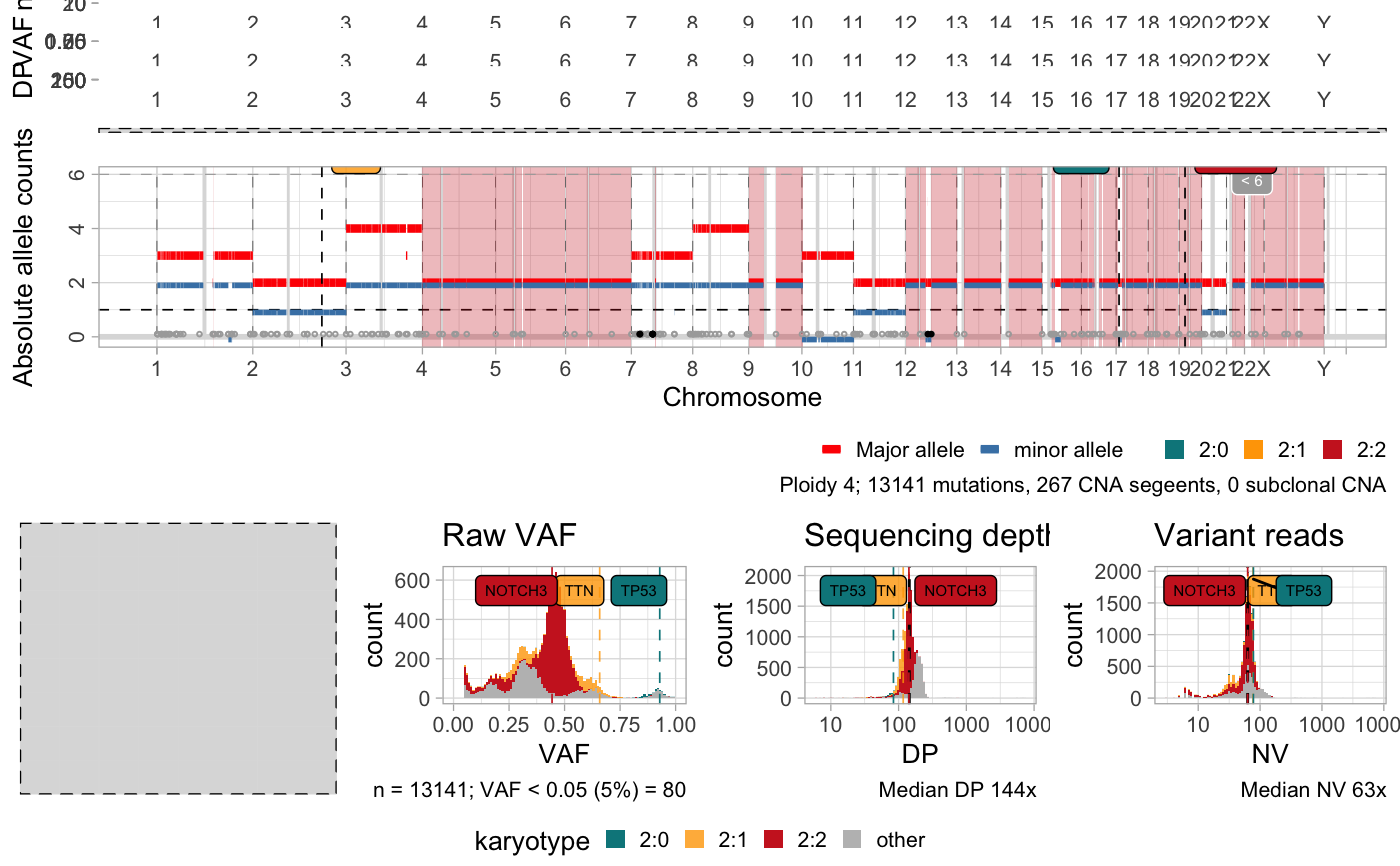 10
1 2 3 4 5 6 7 8 9 10 11 12 13 14 15 16 17 18 19 20 21 22 X Y
VAF
1 2 3 4 5 6 7 8 9 10 11 12 13 14 15 16 17 18 19 20 21 22 X Y
DP
1 2 3 4 5 6 7 8 9 10 11 12 13 14 15 16 17 18 19 20 21 22 X Y
Absolute allele counts
6
4
2
0
< 6
1 2 3 4 5 6 7 8 9 10 11 12 13 14 15 16 17 18 19 20 21 22 X Y
Chromosome
Major allele minor allele 2:0 2:1 2:2
Ploidy 4; 13141 mutations, 267 CNA segeents, 0 subclonal CNA
Raw VAF
count
600
400
200
0
NOTCH3 TTN TP53
0.00 0.25 0.50 0.75 1.00
VAF
n = 13141; VAF < 0.05 (5%) = 80
Sequencing depth
count
2000
1500
1000
500
0
TP53 TN NOTCH3
10 100 1000 1000
DP
Median DP 144x
Variant reads
count
2000
1500
1000
500
0
NOTCH3 TT TP53
10 100 1000 1000
NV
Median NV 63x
karyotype 2:0 2:1 2:2 other